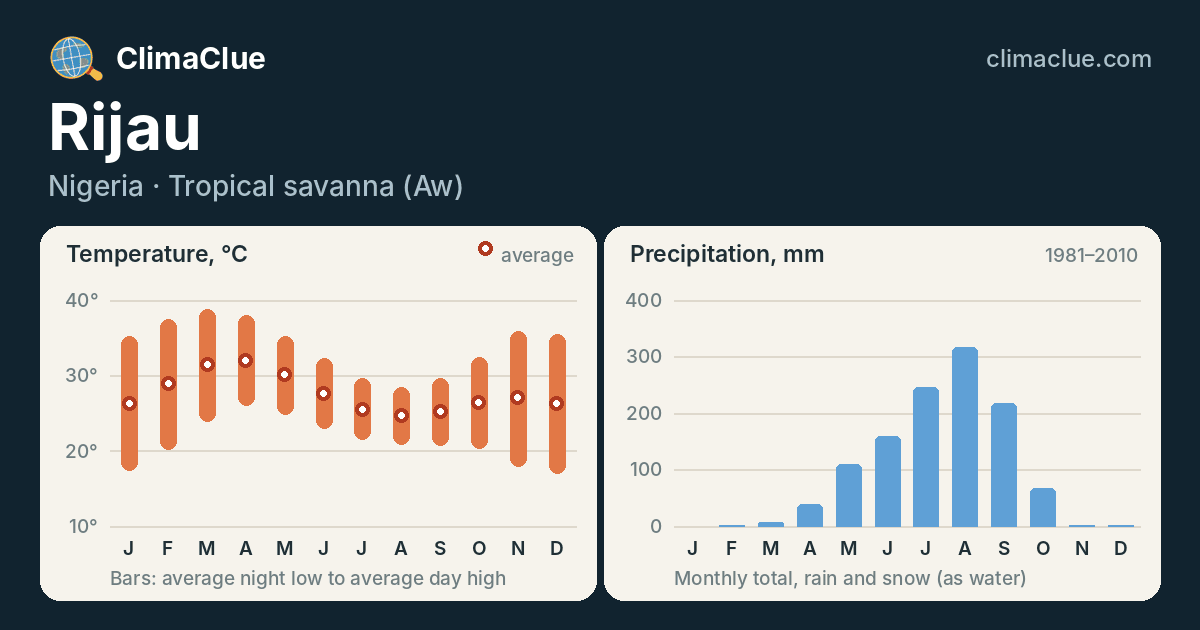 ClimaClue
climaclue.com
Rijau
Nigeria · Tropical savanna (Aw)
Temperature, °C
average
40°
30°
20°
10°
J F M A M J J A S O N D
Bars: average night low to average day high
Precipitation, mm
1981–2010
400
300
200
100
0
J F M A M J J A S O N D
Monthly total, rain and snow (as water)